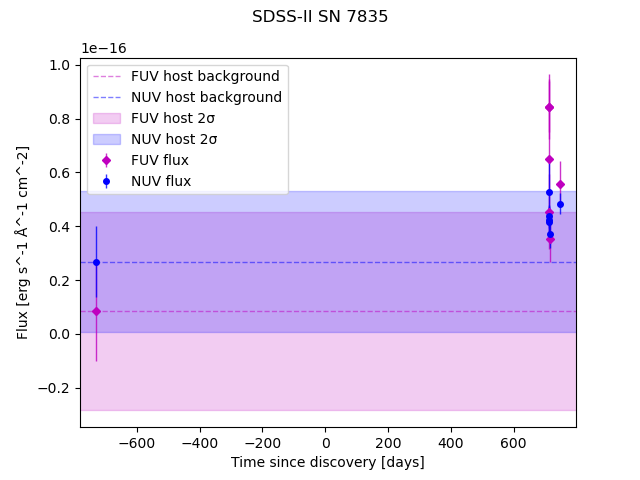 SDSS-II SN 7835
1e−16
1.0
0.8
0.6
0.4
0.2
0.0
−0.2
Flux [erg s^-1 Å^-1 cm^-2]
FUV host background
NUV host background
FUV host 2σ
NUV host 2σ
FUV flux
NUV flux
−600 −400 −200 0 200 400 600
Time since discovery [days]